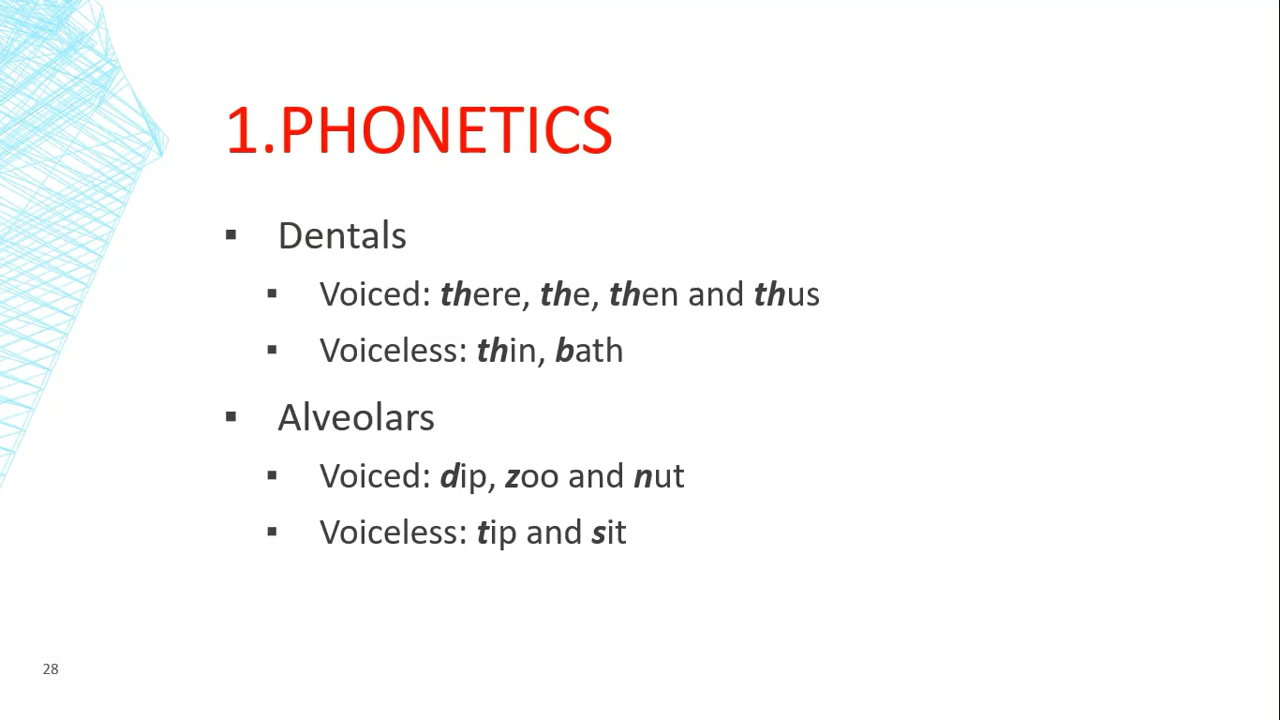 1.PHONETICS
▪ Dentals
▪ Voiced: there, the, then and thus
▪ Voiceless: thin, bath
▪ Alveolars
▪ Voiced: dip, zoo and nut
▪ Voiceless: tip and sit
28